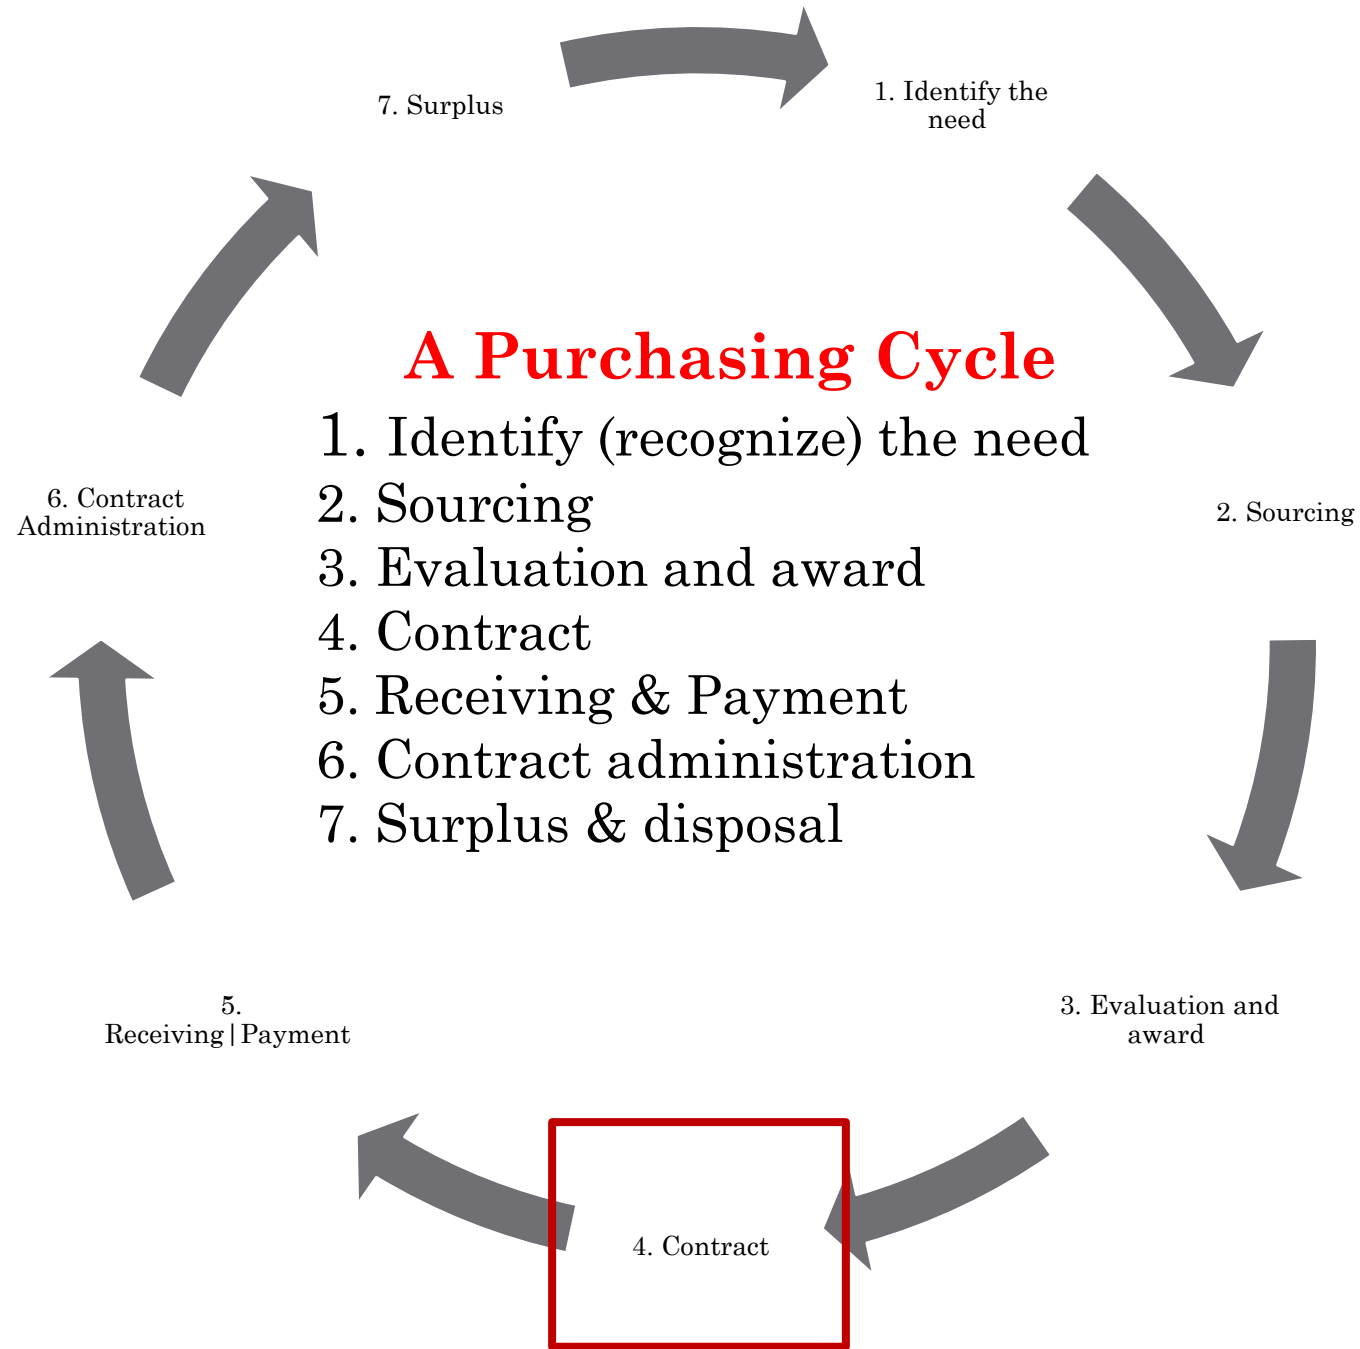 7. Surplus
1. Identify the
need
A Purchasing Cycle
1. Identify (recognize) the need
2. Sourcing
3. Evaluation and award
4. Contract
5. Receiving & Payment
6. Contract administration
7. Surplus & disposal
6. Contract
Administration
2. Sourcing
5.
Receiving|Payment
3. Evaluation and
award
4. Contract